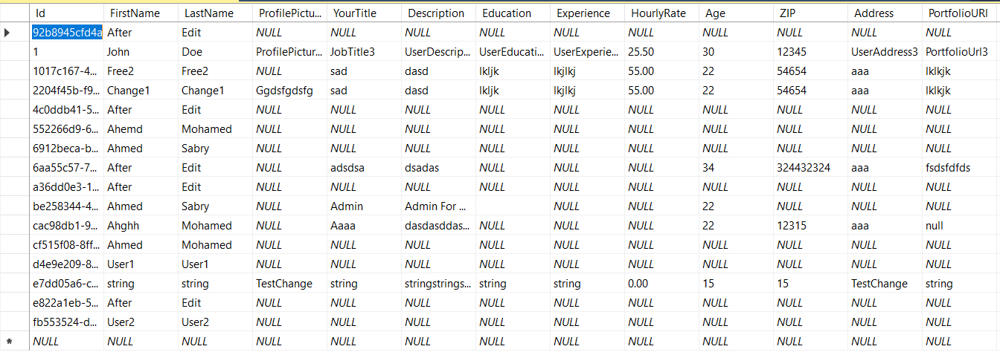 Id FirstName LastName ProfilePictu... YourTitle Description Education Experience HourlyRate Age ZIP Address PortfolioURl
92b8945cfd4a After Edit NULL NULL NULL NULL NULL NULL NULL NULL NULL NULL
1 John Doe ProfilePictur... JobTitle3 UserDescrip... UserEducati... UserExperie... 25.50 30 12345 UserAddress3 PortfolioUrl3
1017c167-4... Free2 Free2 NULL sad dasd lkljk lkjlkj 55.00 22 54654 aaa lklkjk
2204f45b-f9... Change1 Change1 Ggdsfgdsfg sad dasd lkljk lkjlkj 55.00 22 54654 aaa lklkjk
4c0ddb41-5... After Edit NULL NULL NULL NULL NULL NULL NULL NULL NULL NULL
552266d9-6... Ahemd Mohamed NULL NULL NULL NULL NULL NULL NULL NULL NULL NULL
6912beca-b... Ahmed Sabry NULL NULL NULL NULL NULL NULL NULL NULL NULL NULL
6aa55c57-7... After Edit NULL adsdsa dsadas NULL NULL NULL 34 324432324 aaa fsdsfdfds
a36dd0e3-1... After Edit NULL NULL NULL NULL NULL NULL NULL NULL NULL NULL
be258344-4... Ahmed Sabry NULL Admin Admin For ... NULL NULL 22 NULL NULL NULL
cac98db1-9... Ahghh Mohamed NULL Aaaa dasdasddas... NULL NULL NULL 22 12315 aaa null
cf515f08-8ff... Ahmed Mohamed NULL NULL NULL NULL NULL NULL NULL NULL NULL NULL
d4e9e209-8... User1 User1 NULL NULL NULL NULL NULL NULL NULL NULL NULL NULL
e7dd05a6-c... string string TestChange string stringstrings... string string 0.00 15 15 TestChange string
e822a1eb-5... After Edit NULL NULL NULL NULL NULL NULL NULL NULL NULL NULL
fb553524-d... User2 User2 NULL NULL NULL NULL NULL NULL NULL NULL NULL NULL
* NULL NULL NULL NULL NULL NULL NULL NULL NULL NULL NULL NULL NULL